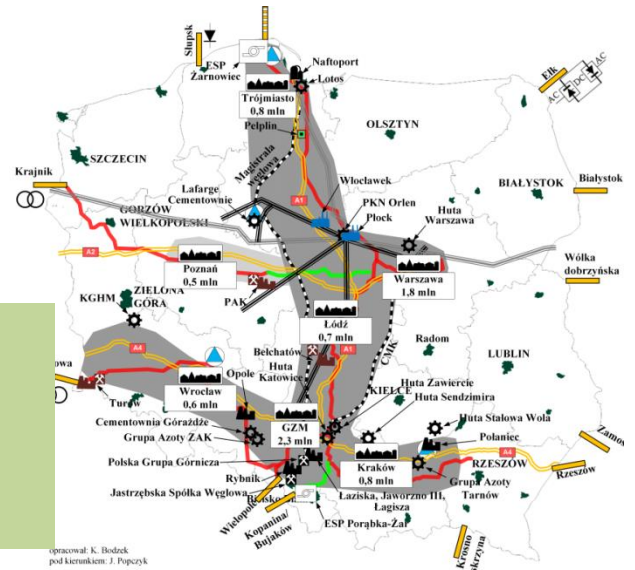 Słupsk
ESP
Żarnowiec
Naftoport
Lotos
Trójmiasto
0,8 mln
Pelplin
Ełk
AC
DC
AC
OLSZTYN
SZCZECIN
Krajnik
Magistrala
węglowa
A1
Włocławek
BIAŁYSTOK
Białystok
Lafarge
Cementownie
PKN Orlen
Płock
Huta
Warszawa
GORZÓW
WIELKOPOLSKI
A2
Poznań
0,5 mln
Warszawa
1,8 mln
Wólka
dobrzyńska
PAK
KGHM
ZIELONA
GÓRA
Łódź
0,7 mln
CMK
Radom
LUBLIN
A4
A1
Bełchatów
Huta
Katowice
Turów
Wrocław
0,6 mln
Opole
KIELCE
Huta Zawiercie
Huta Sendzimira
Cementownia Górażdże
Grupa Azoty ZAK
GZM
2,3 mln
Huta Stalowa Wola
Połaniec
Polska Grupa Górnicza
Kraków
0,8 mln
RZESZÓW
A4
Rzeszów
Rybnik
Jastrzębska Spółka Węglowa
Grupa Azoty
Tarnów
Łaziska, Jaworzno III,
Łagisza
Wielopole
Kopanina/
Bujaków
ESP Porąbka-Żar
Krosno
opracował: K. Bodzek
pod kierunkiem: J. Popczyk